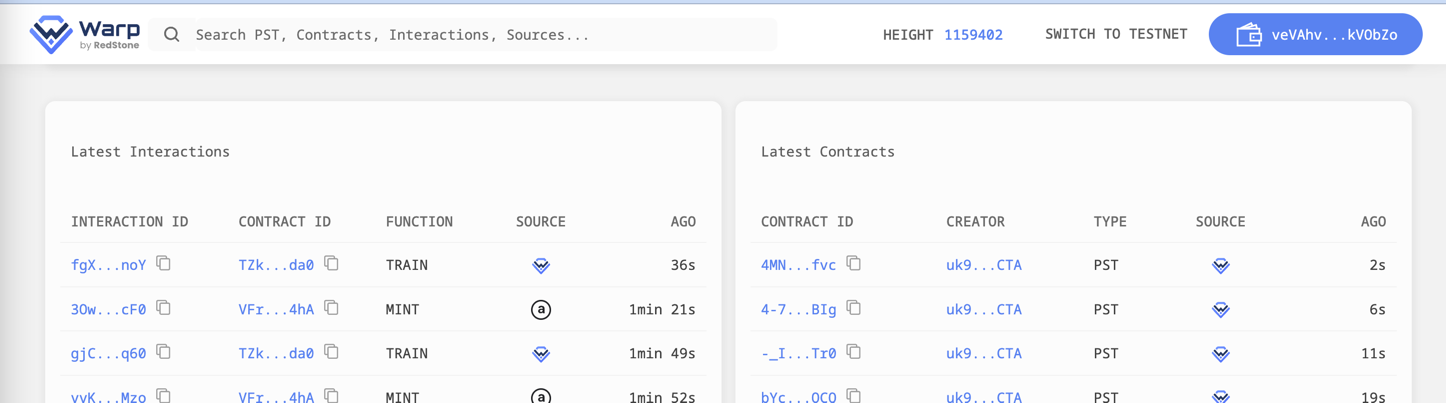 Warp
by RedStone
Search PST, Contracts, Interactions, Sources...
HEIGHT 1159402
SWITCH TO TESTNET
veVAhv...kVObZo
Latest Interactions
INTERACTION ID CONTRACT ID FUNCTION SOURCE AGO
fgX...noY TZk...da0 TRAIN 36s
3Ow...cF0 VFr...4hA MINT a 1min 21s
gjC...q60 TZk...da0 TRAIN 1min 49s
vvK...Mzo VFr...4hA MINT a 1min 52s
Latest Contracts
CONTRACT ID CREATOR TYPE SOURCE AGO
4MN...fvc uk9...CTA PST 2s
4-7...BIg uk9...CTA PST 6s
-_I...Tr0 uk9...CTA PST 11s
bYc...OCO uk9...CTA PST 19s